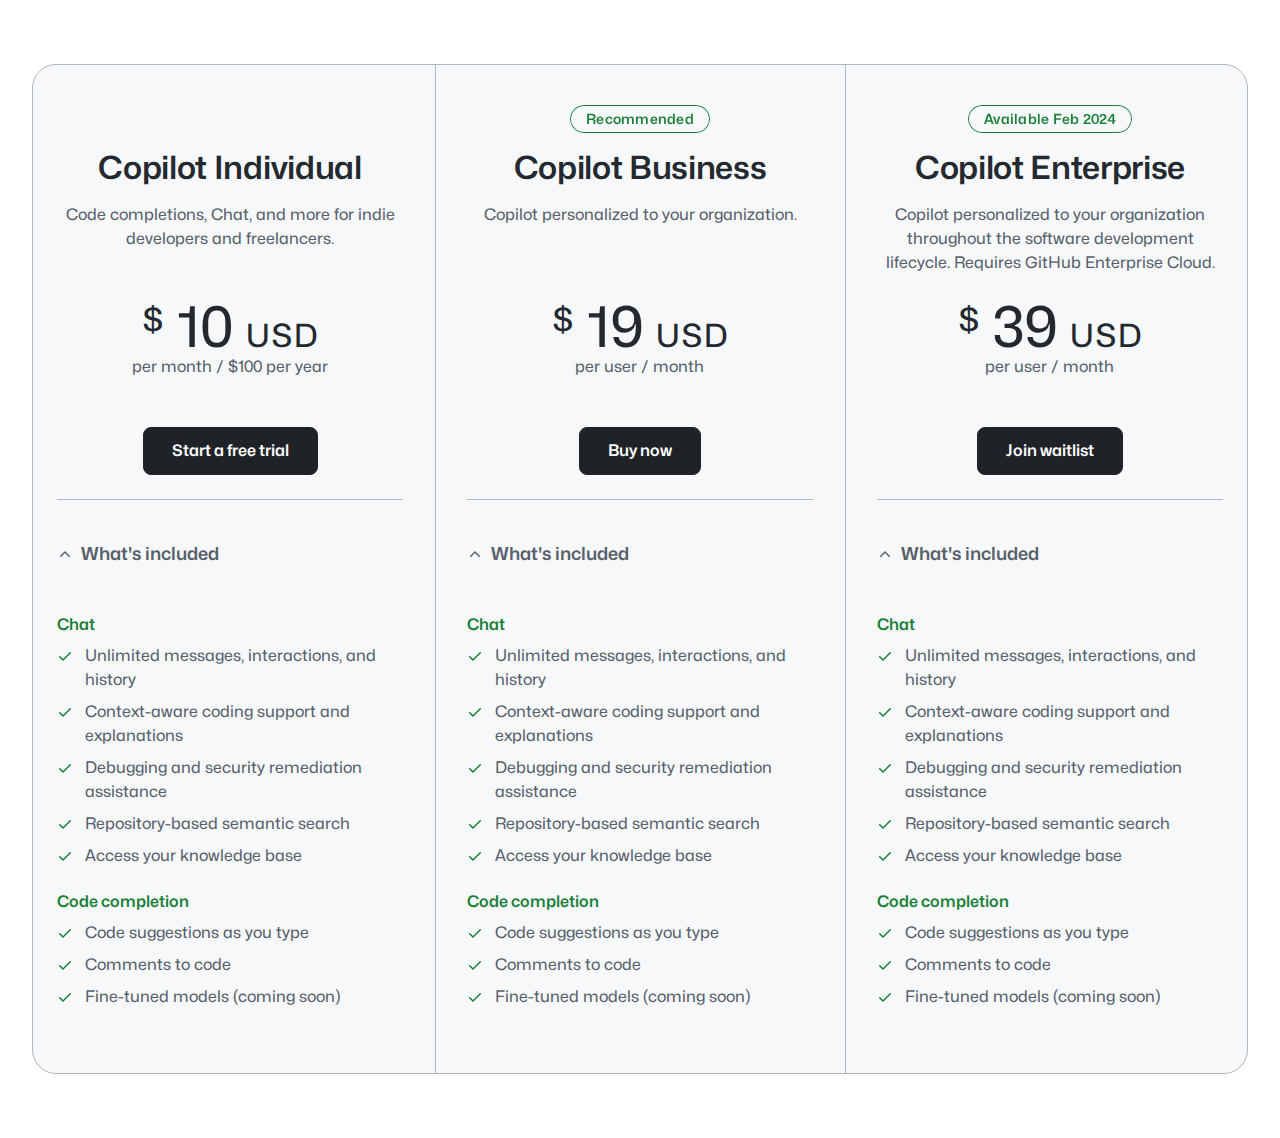 Copilot Individual
Code completions, Chat, and more for indie
developers and freelancers.
$ 10 USD
per month / $100 per year
Start a free trial
What's included
Chat
Unlimited messages, interactions, and
history
Context-aware coding support and
explanations
Debugging and security remediation
assistance
Repository-based semantic search
Access your knowledge base
Code completion
Code suggestions as you type
Comments to code
Fine-tuned models (coming soon)
Recommended
Copilot Business
Copilot personalized to your organization.
$ 19 USD
per user / month
Buy now
What's included
Chat
Unlimited messages, interactions, and
history
Context-aware coding support and
explanations
Debugging and security remediation
assistance
Repository-based semantic search
Access your knowledge base
Code completion
Code suggestions as you type
Comments to code
Fine-tuned models (coming soon)
Available Feb 2024
Copilot Enterprise
Copilot personalized to your organization
throughout the software development
lifecycle. Requires GitHub Enterprise Cloud.
$ 39 USD
per user / month
Join waitlist
What's included
Chat
Unlimited messages, interactions, and
history
Context-aware coding support and
explanations
Debugging and security remediation
assistance
Repository-based semantic search
Access your knowledge base
Code completion
Code suggestions as you type
Comments to code
Fine-tuned models (coming soon)